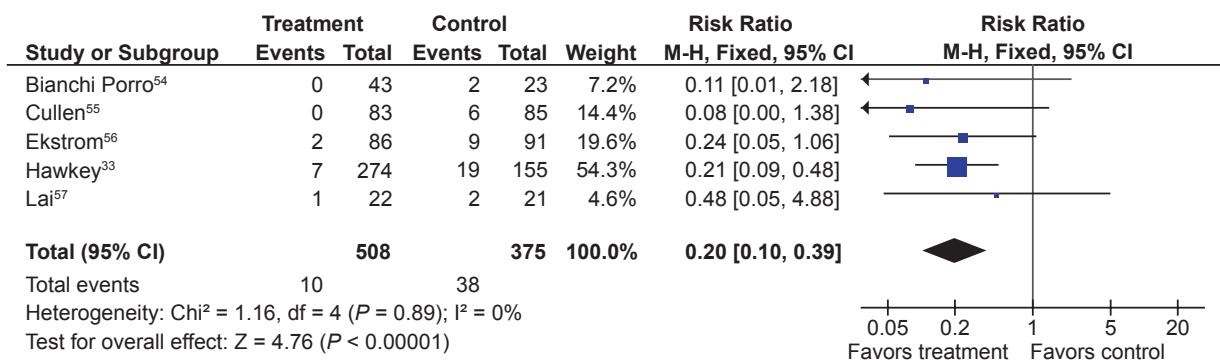 Treatment Control Risk Ratio Risk Ratio
Study or Subgroup Events Total Events Total Weight M-H, Fixed, 95% CI M-H, Fixed, 95% CI
Bianchi Porro⁵⁴ 0 43 2 23 7.2% 0.11 [0.01, 2.18]
Cullen⁵⁵ 0 83 6 85 14.4% 0.08 [0.00, 1.38]
Ekstrom⁵⁶ 2 86 9 91 19.6% 0.24 [0.05, 1.06]
Hawkey³³ 7 274 19 155 54.3% 0.21 [0.09, 0.48]
Lai⁵⁷ 1 22 2 21 4.6% 0.48 [0.05, 4.88]
Total (95% CI) 508 375 100.0% 0.20 [0.10, 0.39]
Total events 10 38
Heterogeneity: Chi² = 1.16, df = 4 (P = 0.89); I² = 0%
Test for overall effect: Z = 4.76 (P < 0.00001)
0.05 0.2 1 5 20
Favors treatment Favors control